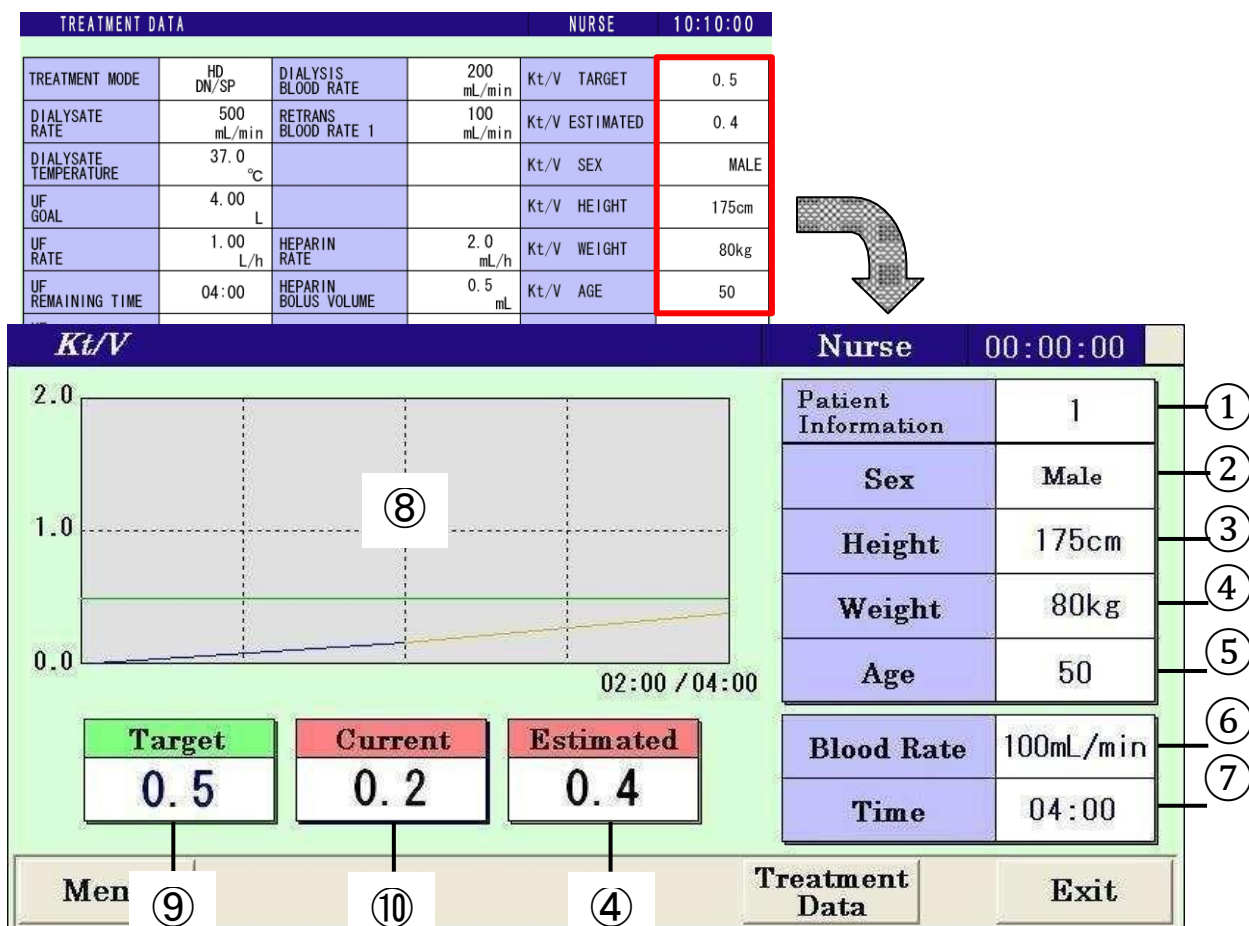 TREATMENT DATA NURSE 10:10:00
TREATMENT MODE HD DN/SP DIALYSIS BLOOD RATE 200 mL/min Kt/V TARGET 0.5
DIALYSATE RATE 500 mL/min RETRANS BLOOD RATE 1 100 mL/min Kt/V ESTIMATED 0.4
DIALYSATE TEMPERATURE 37.0 ℃ Kt/V SEX MALE
UF GOAL 4.00 L Kt/V HEIGHT 175cm
UF RATE 1.00 L/h HEPARIN RATE 2.0 mL/h Kt/V WEIGHT 80kg
UF REMAINING TIME 04:00 HEPARIN BOLUS VOLUME 0.5 mL Kt/V AGE 50
Kt/V Nurse 00:00:00
2.0
1.0
0.0
⑧
02:00 / 04:00
Patient Information 1 ①
Sex Male ②
Height 175cm ③
Weight 80kg ④
Age 50 ⑤
Blood Rate 100mL/min ⑥
Time 04:00 ⑦
Target Current Estimated
0.5 0.2 0.4
⑨ ⑩ ④
Men Treatment Data Exit